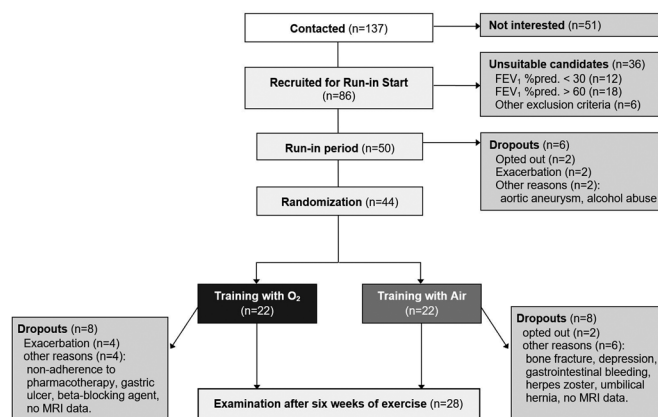 Contacted (n=137)
Not interested (n=51)
Recruited for Run-in Start
(n=86)
Unsuitable candidates (n=36)
FEV₁ %pred. < 30 (n=12)
FEV₁ %pred. > 60 (n=18)
Other exclusion criteria (n=6)
Run-in period (n=50)
Dropouts (n=6)
Opted out (n=2)
Exacerbation (n=2)
Other reasons (n=2):
aortic aneurysm, alcohol abuse
Randomization (n=44)
Training with O₂
(n=22)
Training with Air
(n=22)
Dropouts (n=8)
Exacerbation (n=4)
other reasons (n=4):
non-adherence to
pharmacotherapy, gastric
ulcer, beta-blocking agent,
no MRI data.
Dropouts (n=8)
opted out (n=2)
other reasons (n=6):
bone fracture, depression,
gastrointestinal bleeding,
herpes zoster, umbilical
hernia, no MRI data.
Examination after six weeks of exercise (n=28)